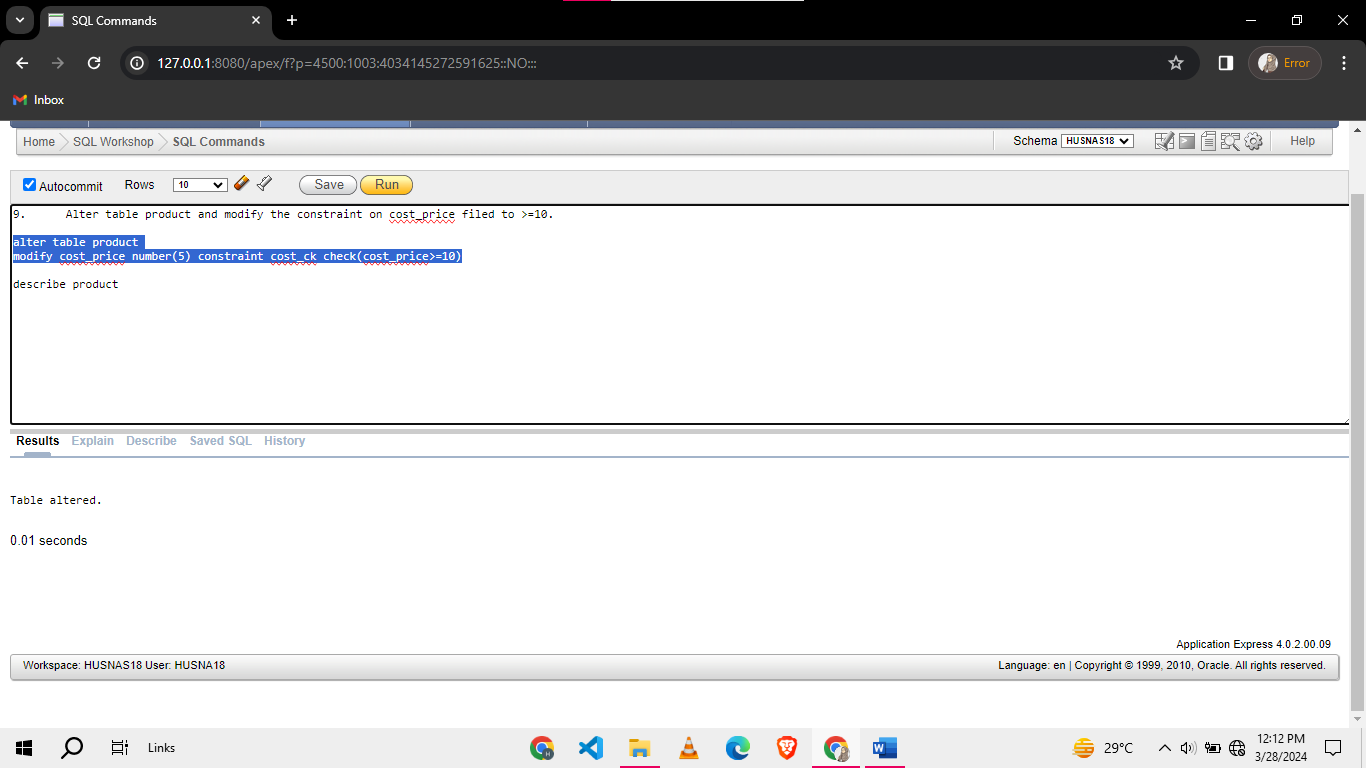 SQL Commands
127.0.0.1:8080/apex/f?p=4500:1003:4034145272591625::NO:::
Error
Inbox
Home SQL Workshop SQL Commands
Schema HUSNAS18 Help
Autocommit Rows 10 Save Run
9. Alter table product and modify the constraint on cost_price filed to >=10.
alter table product
modify cost_price number(5) constraint cost_ck check(cost_price>=10)
describe product
Results Explain Describe Saved SQL History
Table altered.
0.01 seconds
Application Express 4.0.2.00.09
Workspace: HUSNAS18 User: HUSNA18
Language: en | Copyright © 1999, 2010, Oracle. All rights reserved.
Links
29°C
12:12 PM
3/28/2024